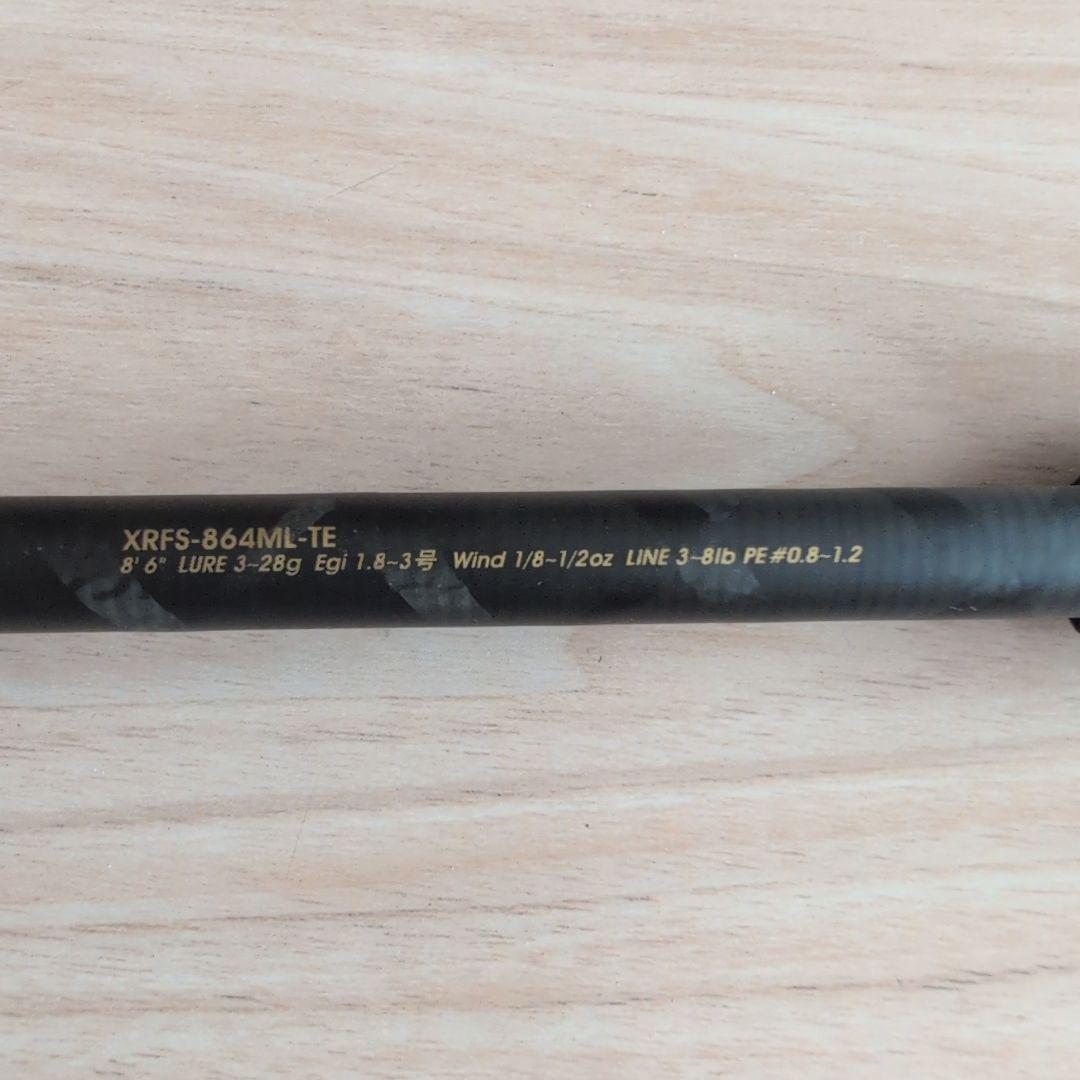 XRFS-864ML-TE
8' 6" LURE 3~28g Egi 1.8~3号 Wind 1/8~1/2oz LINE 3~8lb PE#0.8~1.2